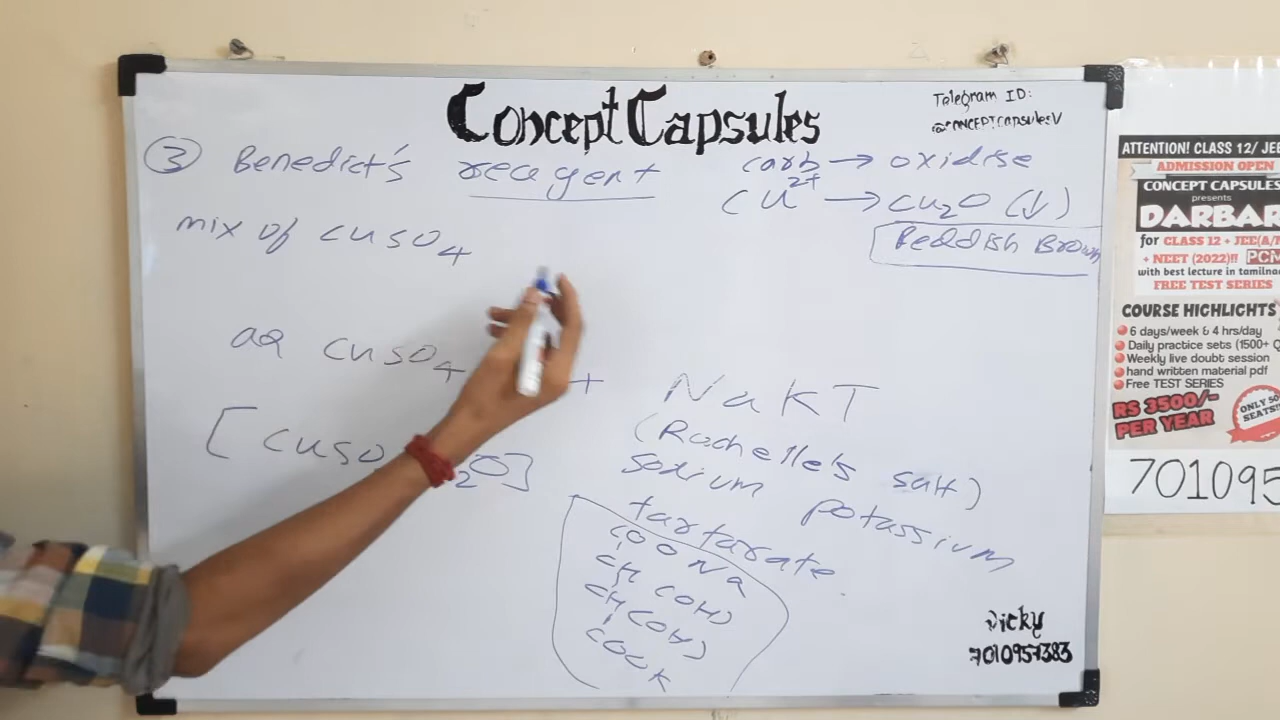 Concept Capsules
Telegram ID:
@CONCEPTCapsulesV
③ Benedict's reagent
carb → oxidise
Cu²⁺ → Cu₂O (↓)
Reddish Brown
mix of CuSO₄
aq CuSO₄ + NaKT
(Rochelle's salt)
[CuSO ₂O]
sodium potassium
tartarate.
COONa
CH(OH)
CH(OH)
COOK
Vicky
7010957383
ATTENTION! CLASS 12/ JEE
ADMISSION OPEN
CONCEPT CAPSULES
presents
DARBAR
for CLASS 12 + JEE(A/M
+ NEET (2022)!! PCM
with best lecture in tamilna
FREE TEST SERIES
COURSE HIGHLIGHTS
6 days/week & 4 hrs/day
Daily practice sets (1500+ Q
Weekly live doubt session
hand written material pdf
Free TEST SERIES
RS 3500/-
PER YEAR
ONLY 50
SEATS!!
701095